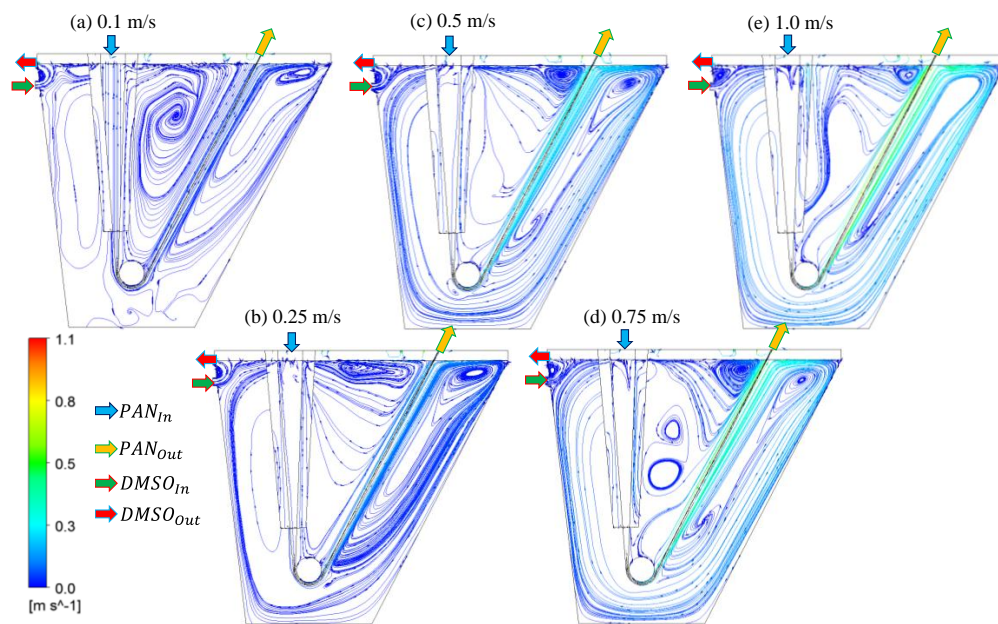 (a) 0.1 m/s
(c) 0.5 m/s
(e) 1.0 m/s
(b) 0.25 m/s
(d) 0.75 m/s
1.1
0.8
0.5
0.3
0.0
[m s^-1]
PAN_In
PAN_Out
DMSO_In
DMSO_Out